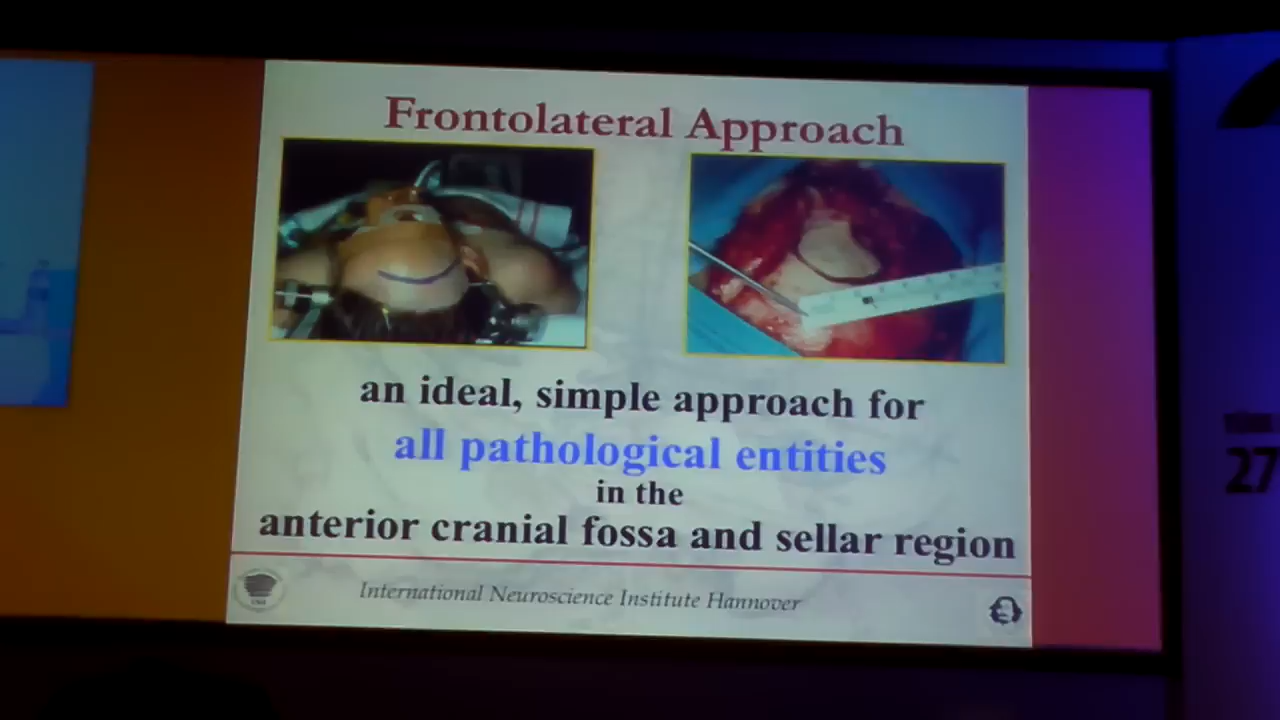 Frontolateral Approach
an ideal, simple approach for
all pathological entities
in the
anterior cranial fossa and sellar region
International Neuroscience Institute Hannover
27